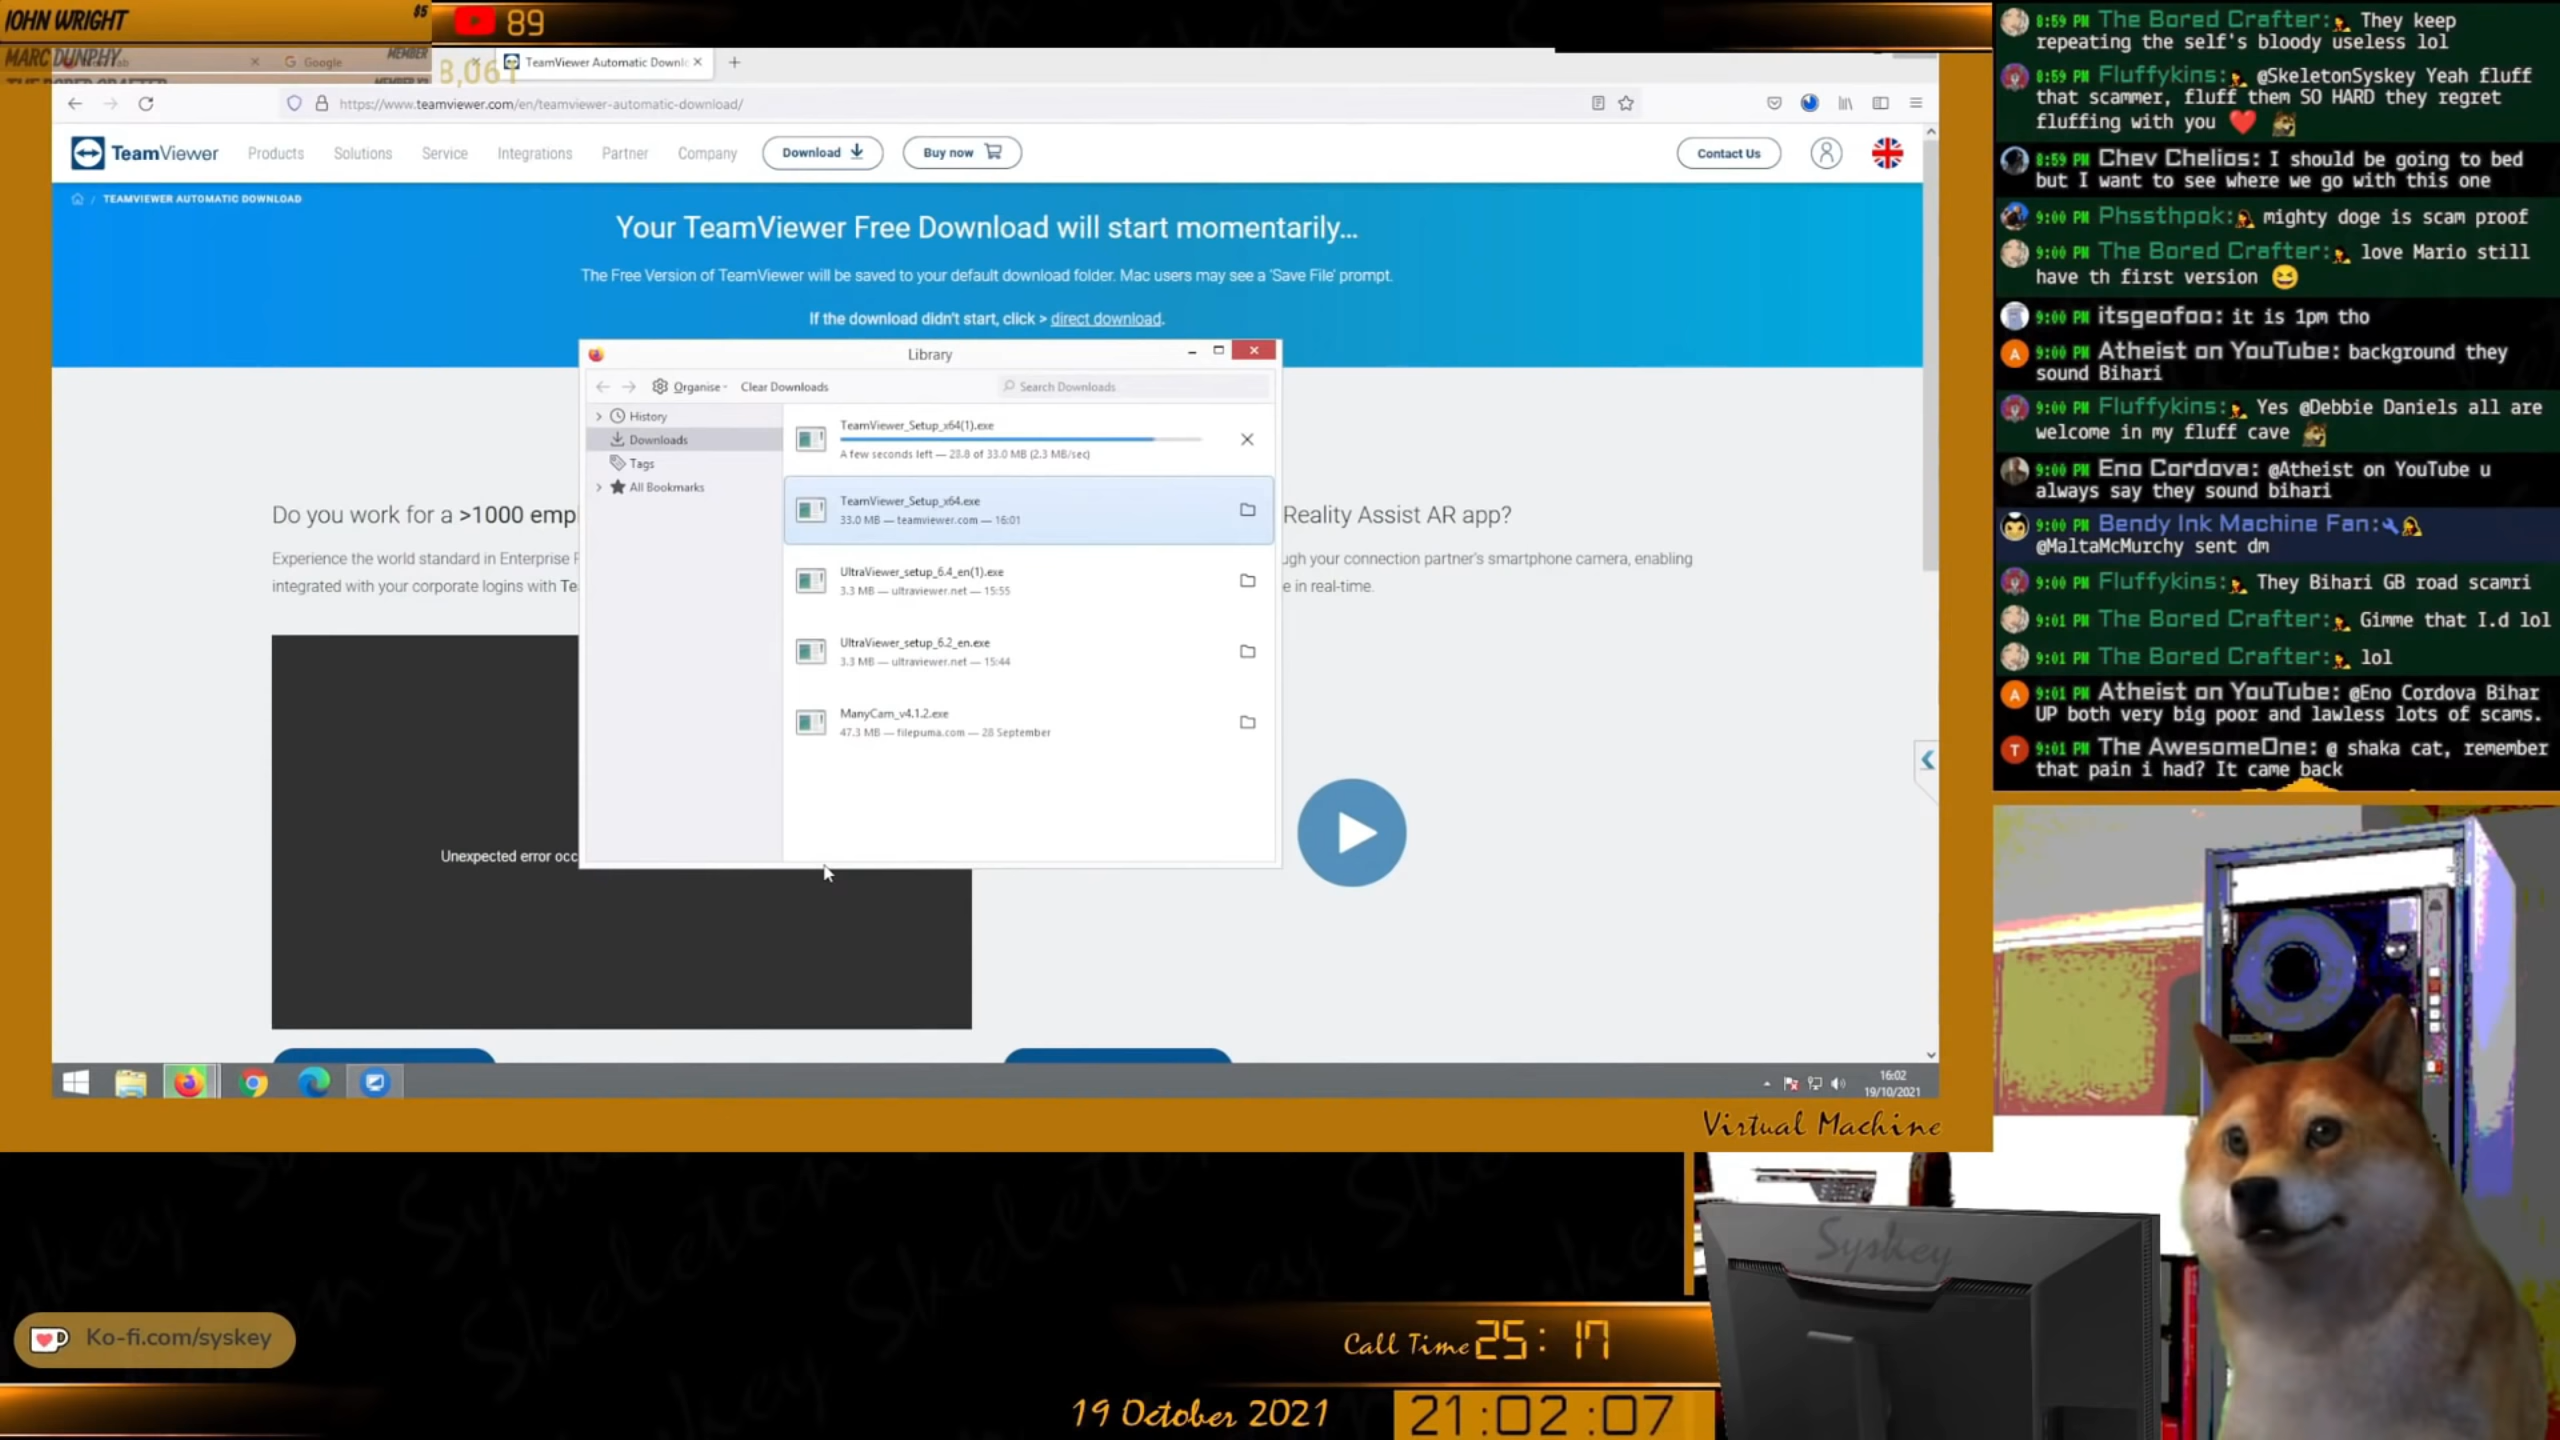 JOHN WRIGHT
$5
89
MARC DUNPHY
MEMBER
Google
TeamViewer Automatic Downl
https://www.teamviewer.com/en/teamviewer-automatic-download/
TeamViewer
Products
Solutions
Service
Integrations
Partner
Company
Download
Buy now
Contact Us
TEAMVIEWER AUTOMATIC DOWNLOAD
Your TeamViewer Free Download will start momentarily...
The Free Version of TeamViewer will be saved to your default download folder. Mac users may see a 'Save File' prompt.
If the download didn't start, click > direct download.
Library
Organise
Clear Downloads
Search Downloads
History
Downloads
Tags
All Bookmarks
TeamViewer_Setup_x64(1).exe
A few seconds left — 28.8 of 33.0 MB (2.3 MB/sec)
TeamViewer_Setup_x64.exe
33.0 MB — teamviewer.com — 16:01
UltraViewer_setup_6.4_en(1).exe
3.3 MB — ultraviewer.net — 15:55
UltraViewer_setup_6.2_en.exe
3.3 MB — ultraviewer.net — 15:44
ManyCam_v4.1.2.exe
47.3 MB — filepuma.com — 28 September
Do you work for a >1000 emp
Experience the world standard in Enterprise
integrated with your corporate logins with
Reality Assist AR app?
ugh your connection partner's smartphone camera, enabling
e in real-time.
Unexpected error occ
16:02
19/10/2021
Virtual Machine
8:59 PM The Bored Crafter: They keep
repeating the self's bloody useless lol
8:59 PM Fluffykins: @SkeletonSyskey Yeah fluff
that scammer, fluff them SO HARD they regret
fluffing with you
8:59 PM Chev Chelios: I should be going to bed
but I want to see where we go with this one
9:00 PM Phssthpok: mighty doge is scam proof
9:00 PM The Bored Crafter: love Mario still
have th first version
9:00 PM itsgeofoo: it is 1pm tho
9:00 PM Atheist on YouTube: background they
sound Bihari
9:00 PM Fluffykins: Yes @Debbie Daniels all are
welcome in my fluff cave
9:00 PM Eno Cordova: @Atheist on YouTube u
always say they sound bihari
9:00 PM Bendy Ink Machine Fan:
@MaltaMcMurchy sent dm
9:00 PM Fluffykins: They Bihari GB road scamri
9:01 PM The Bored Crafter: Gimme that I.d lol
9:01 PM The Bored Crafter: lol
9:01 PM Atheist on YouTube: @Eno Cordova Bihar
UP both very big poor and lawless lots of scams.
9:01 PM The AwesomeOne: @ shaka cat, remember
that pain i had? It came back
Syskey
Ko-fi.com/syskey
Call Time 25:17
19 October 2021
21:02:07